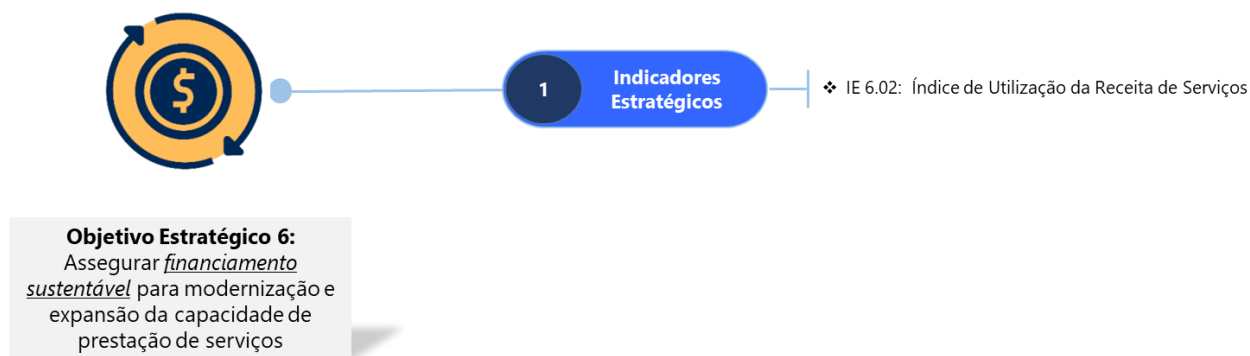 $
1
Indicadores
Estratégicos
❖ IE 6.02: Índice de Utilização da Receita de Serviços
Objetivo Estratégico 6:
Assegurar financiamento
sustentável para modernização e
expansão da capacidade de
prestação de serviços